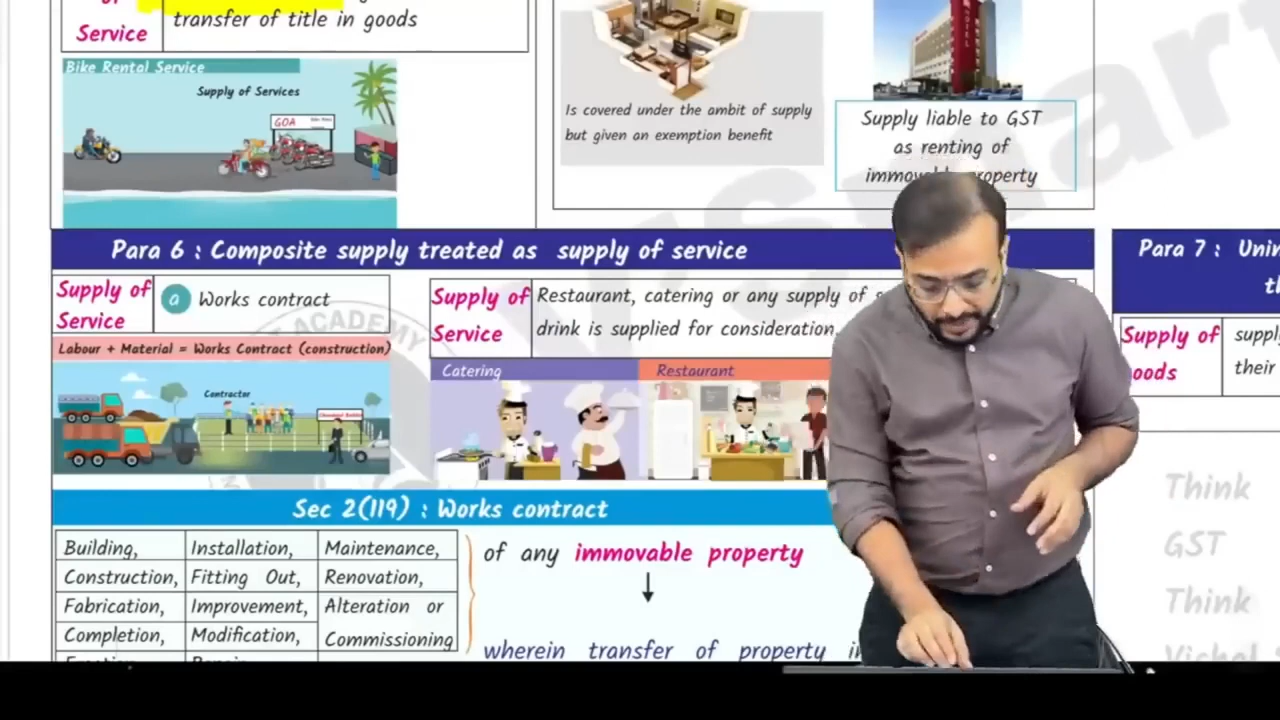 of
Service
transfer of title in goods
Bike Rental Service
Supply of Services
GOA
Is covered under the ambit of supply
but given an exemption benefit
HOTEL
Supply liable to GST
as renting of
property
Para 6 : Composite supply treated as supply of service
Supply of
Service
a Works contract
Labour + Material = Works Contract (construction)
Contractor
Supply of
Service
Restaurant, catering or any supply of
drink is supplied for consideration.
Catering
Restaurant
Para 7 :
Supply of
their
ACADEMY
Sec 2(119) : Works contract
Building,
Installation,
Maintenance,
Construction,
Fitting Out,
Renovation,
Fabrication,
Improvement,
Alteration or
Completion,
Modification,
Commissioning
of any immovable property
wherein transfer of property
Think
GST
Think